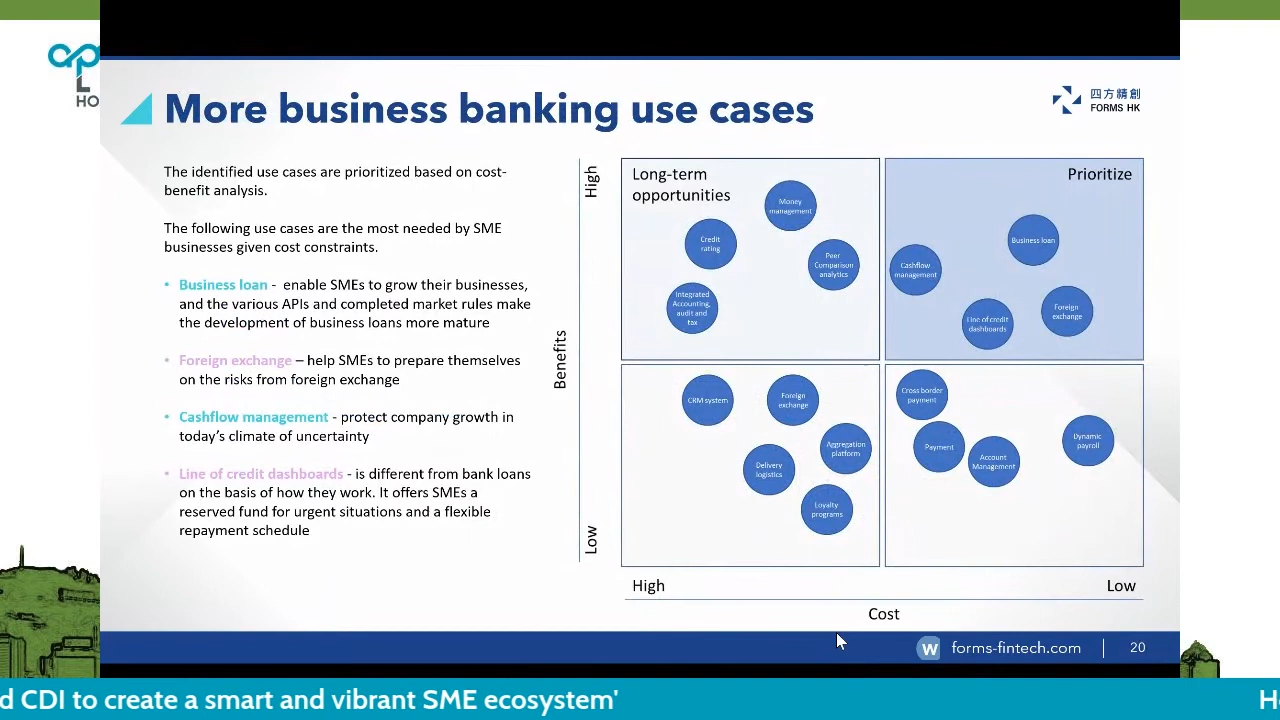 ap
L
HO
More business banking use cases
四方精創
FORMS HK
The identified use cases are prioritized based on cost-
benefit analysis.
The following use cases are the most needed by SME
businesses given cost constraints.
• Business loan - enable SMEs to grow their businesses,
and the various APIs and completed market rules make
the development of business loans more mature
• Foreign exchange – help SMEs to prepare themselves
on the risks from foreign exchange
• Cashflow management - protect company growth in
today's climate of uncertainty
• Line of credit dashboards - is different from bank loans
on the basis of how they work. It offers SMEs a
reserved fund for urgent situations and a flexible
repayment schedule
High
Benefits
Low
Long-term
opportunities
Money
management
Credit
rating
Peer
Comparison
analytics
Integrated
Accounting,
audit and
tax
Prioritize
Business loan
Cashflow
management
Foreign
exchange
Line of credit
dashboards
CRM system
Foreign
exchange
Aggregation
platform
Delivery
logistics
Loyalty
programs
Cross border
payment
Payment
Account
Management
Dynamic
payroll
High
Low
Cost
W
forms-fintech.com
20
d CDI to create a smart and vibrant SME ecosystem'
H